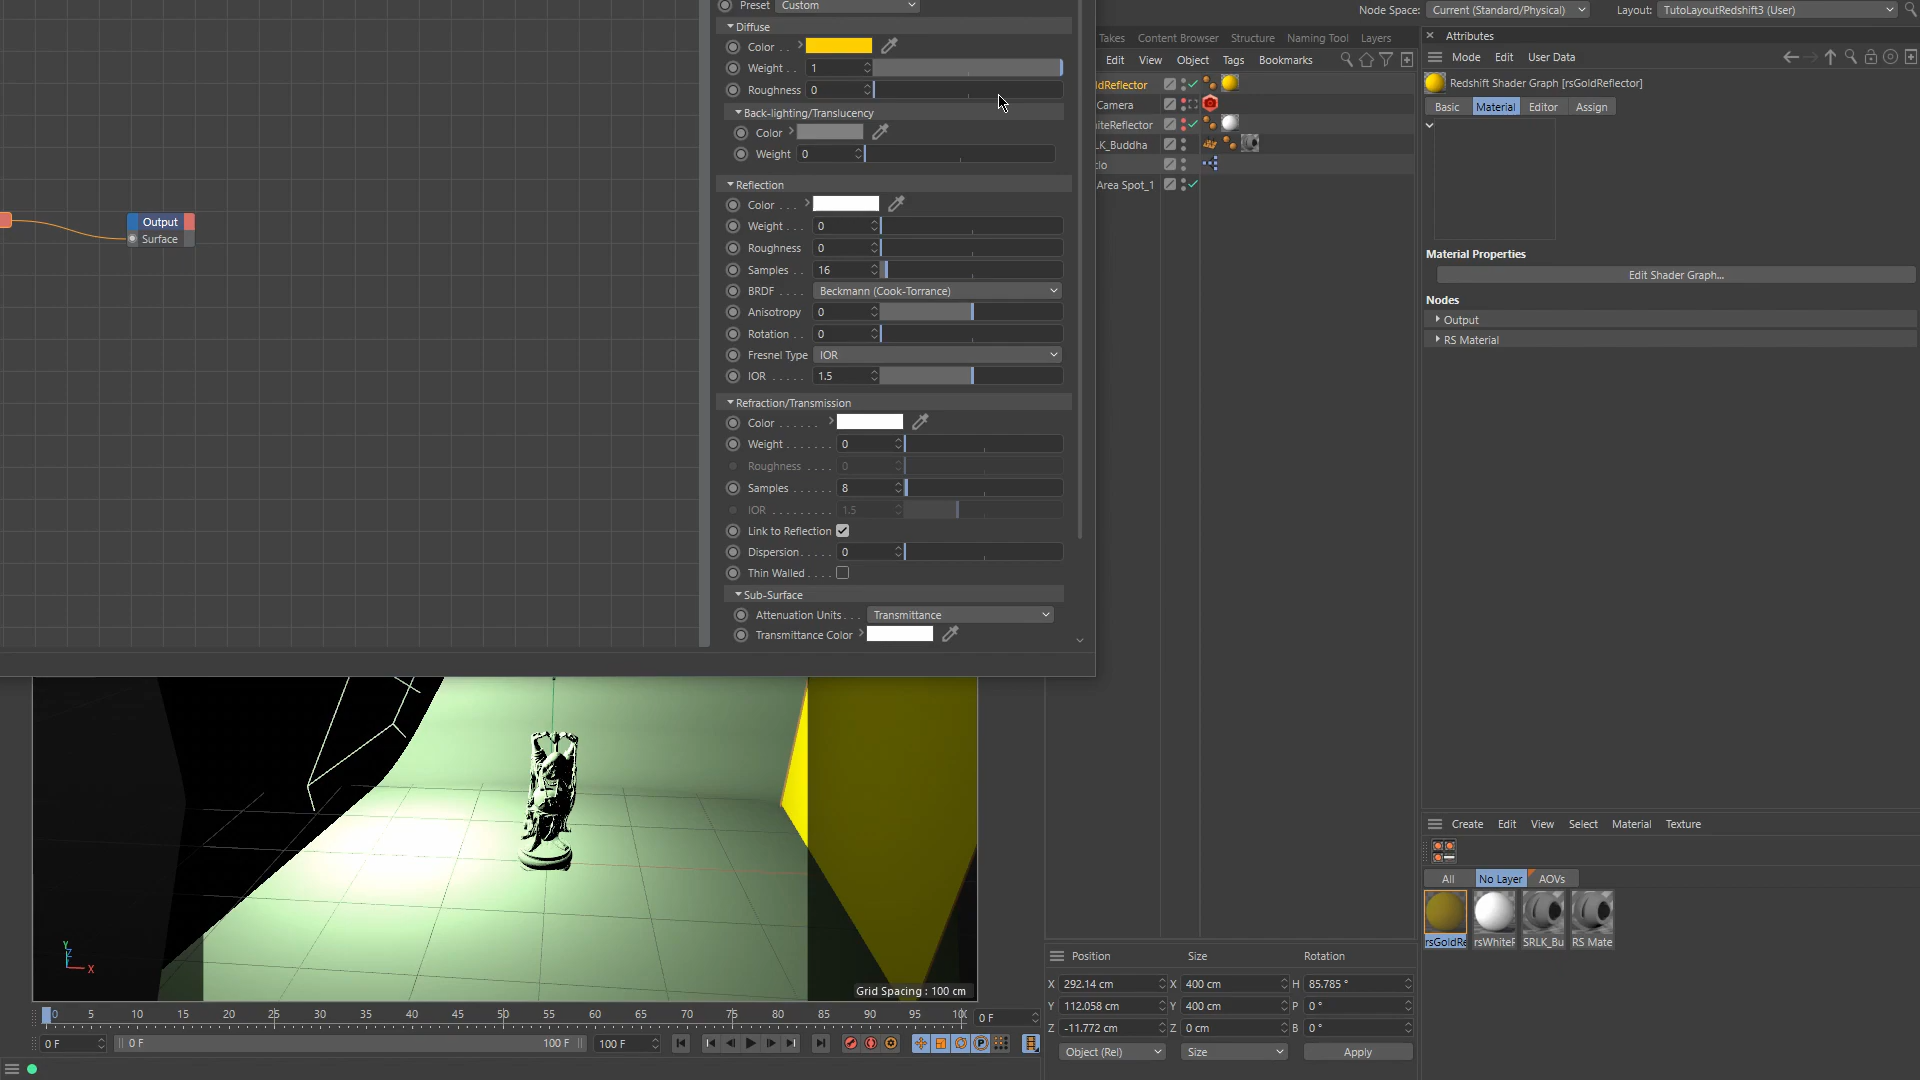 Preset Custom
Node Space: Current (Standard/Physical) Layout: TutoLayoutRedshift3 (User)
Diffuse
Color . .
Weight . . 1
Roughness 0
Back-lighting/Translucency
Color
Weight 0
Reflection
Color . . .
Weight . . . 0
Roughness 0
Samples . . 16
BRDF . . . . Beckmann (Cook-Torrance)
Anisotropy 0
Rotation . . 0
Fresnel Type IOR
IOR . . . . . 1.5
Refraction/Transmission
Color . . . . . .
Weight . . . . . . . 0
Roughness . . . . 0
Samples . . . . . . 8
IOR . . . . . . . . . 1.5
Link to Reflection
Dispersion . . . . . 0
Thin Walled . . . .
Sub-Surface
Attenuation Units . . . Transmittance
Transmittance Color
Output
Surface
Takes Content Browser Structure Naming Tool Layers
Edit View Object Tags Bookmarks
ldReflector
Camera
iteReflector
LK_Buddha
clo
Area Spot_1
Attributes
Mode Edit User Data
Redshift Shader Graph [rsGoldReflector]
Basic Material Editor Assign
Material Properties
Edit Shader Graph...
Nodes
Output
RS Material
Create Edit View Select Material Texture
All No Layer AOVs
rsGoldRe rsWhiteF SRLK_Bu RS Mate
Y
Z
X
Grid Spacing : 100 cm
0 5 10 15 20 25 30 35 40 45 50 55 60 65 70 75 80 85 90 95 10 0 F
0 F 0 F 100 F 100 F
Position Size Rotation
X 292.14 cm X 400 cm H 85.785 °
Y 112.058 cm Y 400 cm P 0 °
Z -11.772 cm Z 0 cm B 0 °
Object (Rel) Size Apply